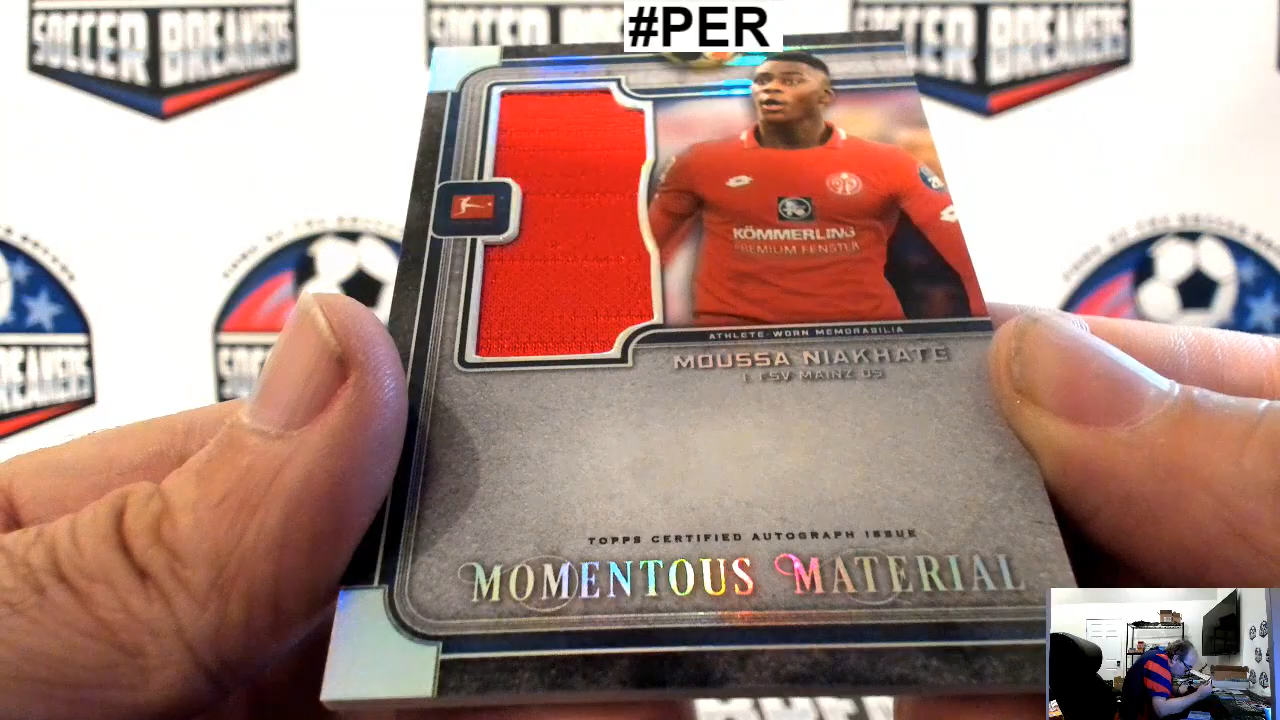 #PER
SOCCER BREAKERS
SOCCER BREAKERS
KÖMMERLING
PREMIUM FENSTER
ATHLETE-WORN MEMORABILIA
MOUSSA NIAKHATE
1. FSV MAINZ 05
TOPPS CERTIFIED AUTOGRAPH ISSUE
MOMENTOUS MATERIAL